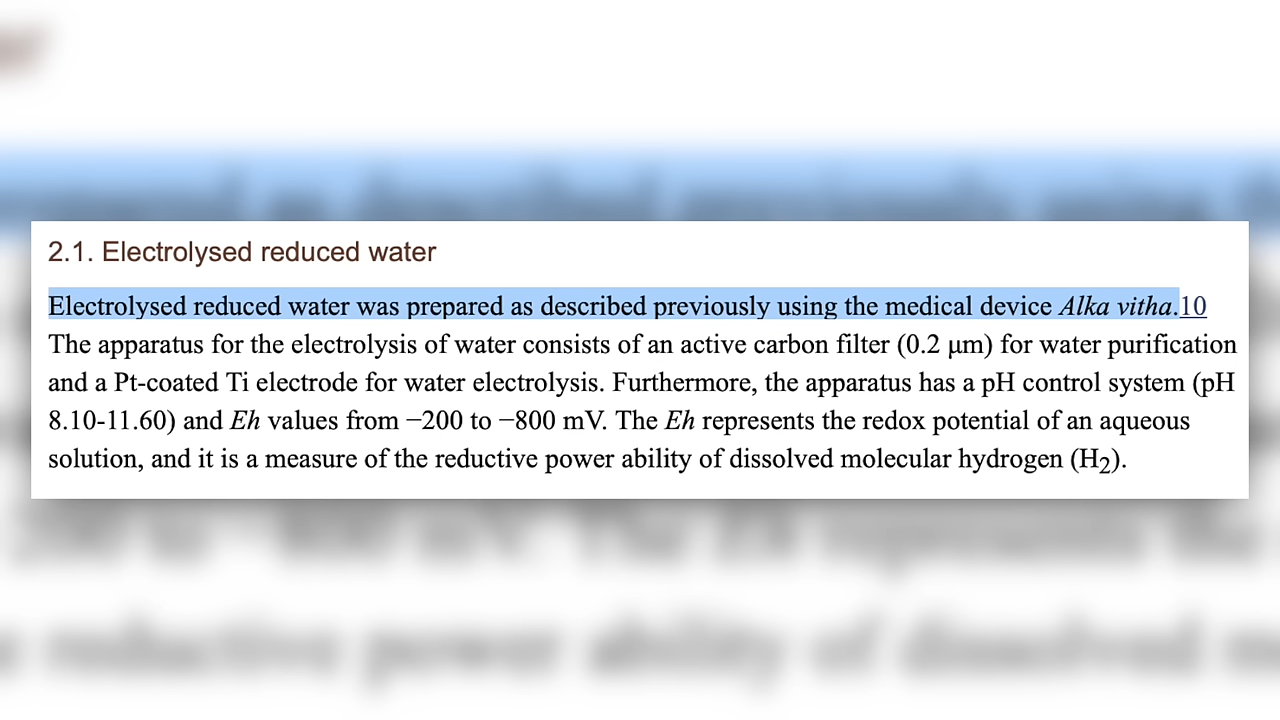 2.1. Electrolysed reduced water
Electrolysed reduced water was prepared as described previously using the medical device Alka vitha.10
The apparatus for the electrolysis of water consists of an active carbon filter (0.2 μm) for water purification
and a Pt-coated Ti electrode for water electrolysis. Furthermore, the apparatus has a pH control system (pH
8.10-11.60) and Eh values from −200 to −800 mV. The Eh represents the redox potential of an aqueous
solution, and it is a measure of the reductive power ability of dissolved molecular hydrogen (H2).